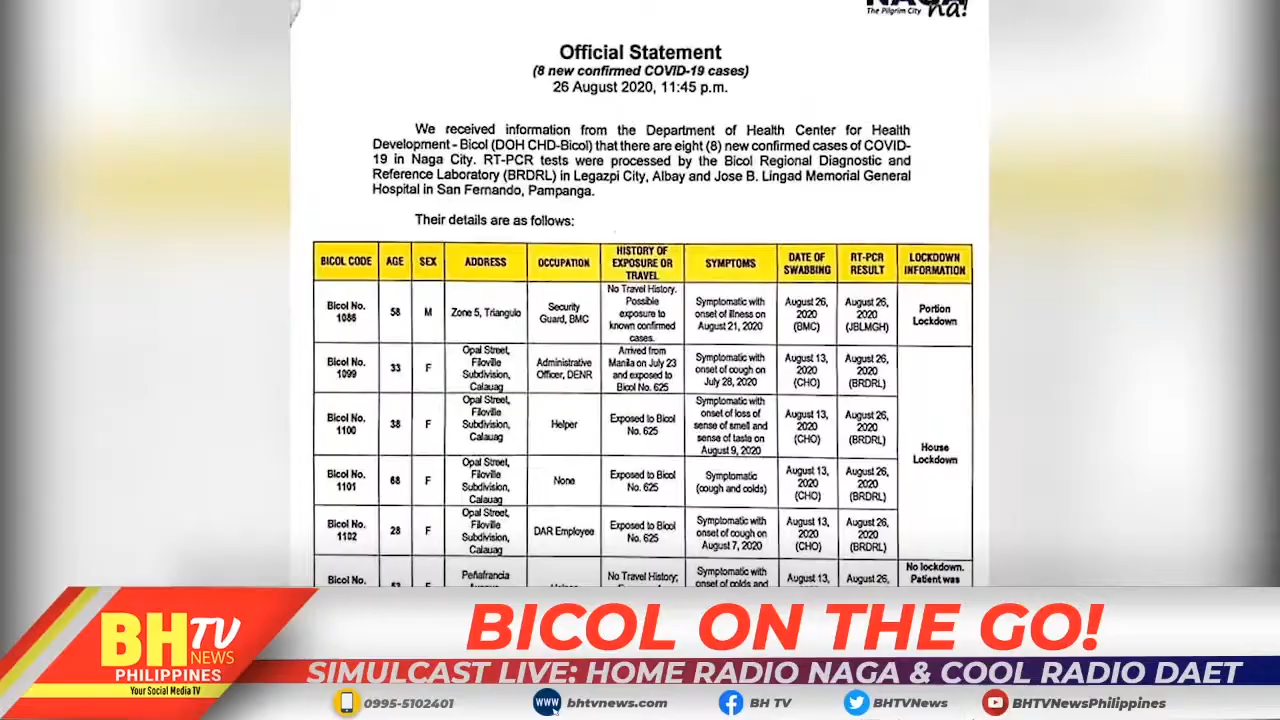 NAGA
The Pilgrim City na!
Official Statement
(8 new confirmed COVID-19 cases)
26 August 2020, 11:45 p.m.
We received information from the Department of Health Center for Health
Development - Bicol (DOH CHD-Bicol) that there are eight (8) new confirmed cases of COVID-
19 in Naga City. RT-PCR tests were processed by the Bicol Regional Diagnostic and
Reference Laboratory (BRDRL) in Legazpi City, Albay and Jose B. Lingad Memorial General
Hospital in San Fernando, Pampanga.
Their details are as follows:
BICOL CODE
AGE
SEX
ADDRESS
OCCUPATION
HISTORY OF
EXPOSURE OR
TRAVEL
SYMPTOMS
DATE OF
SWABBING
RT-PCR
RESULT
LOCKDOWN
INFORMATION
Bicol No.
1086
58
M
Zone 5, Triangulo
Security
Guard, BMC
No Travel History.
Possible
exposure to
known confirmed
cases.
Symptomatic with
onset of illness on
August 21, 2020
August 26,
2020
(BMC)
August 26,
2020
(JBLMGH)
Portion
Lockdown
Bicol No.
1099
33
F
Opal Street,
Filoville
Subdivision,
Calauag
Administrative
Officer, DENR
Arrived from
Manila on July 23
and exposed to
Bicol No. 625
Symptomatic with
onset of cough on
July 28, 2020
August 13,
2020
(CHO)
August 26,
2020
(BRDRL)
House
Lockdown
Bicol No.
1100
38
F
Opal Street,
Filoville
Subdivision,
Calauag
Helper
Exposed to Bicol
No. 625
Symptomatic with
onset of loss of
sense of smell and
sense of taste on
August 9, 2020
August 13,
2020
(CHO)
August 26,
2020
(BRDRL)
Bicol No.
1101
68
F
Opal Street,
Filoville
Subdivision,
Calauag
None
Exposed to Bicol
No. 625
Symptomatic
(cough and colds)
August 13,
2020
(CHO)
August 26,
2020
(BRDRL)
Bicol No.
1102
28
F
Opal Street,
Filoville
Subdivision,
Calauag
DAR Employee
Exposed to Bicol
No. 625
Symptomatic with
onset of cough on
August 7, 2020
August 13,
2020
(CHO)
August 26,
2020
(BRDRL)
Bicol No.
Peñafrancia
No Travel History;
Symptomatic with
onset of colds and
August 13,
August 26,
No lockdown.
Patient was
BH TV
NEWS
PHILIPPINES
Your Social Media TV
BICOL ON THE GO!
SIMULCAST LIVE: HOME RADIO NAGA & COOL RADIO DAET
0995-5102401
www bhtvnews.com
BH TV
BHTVNews
BHTVNewsPhilippines